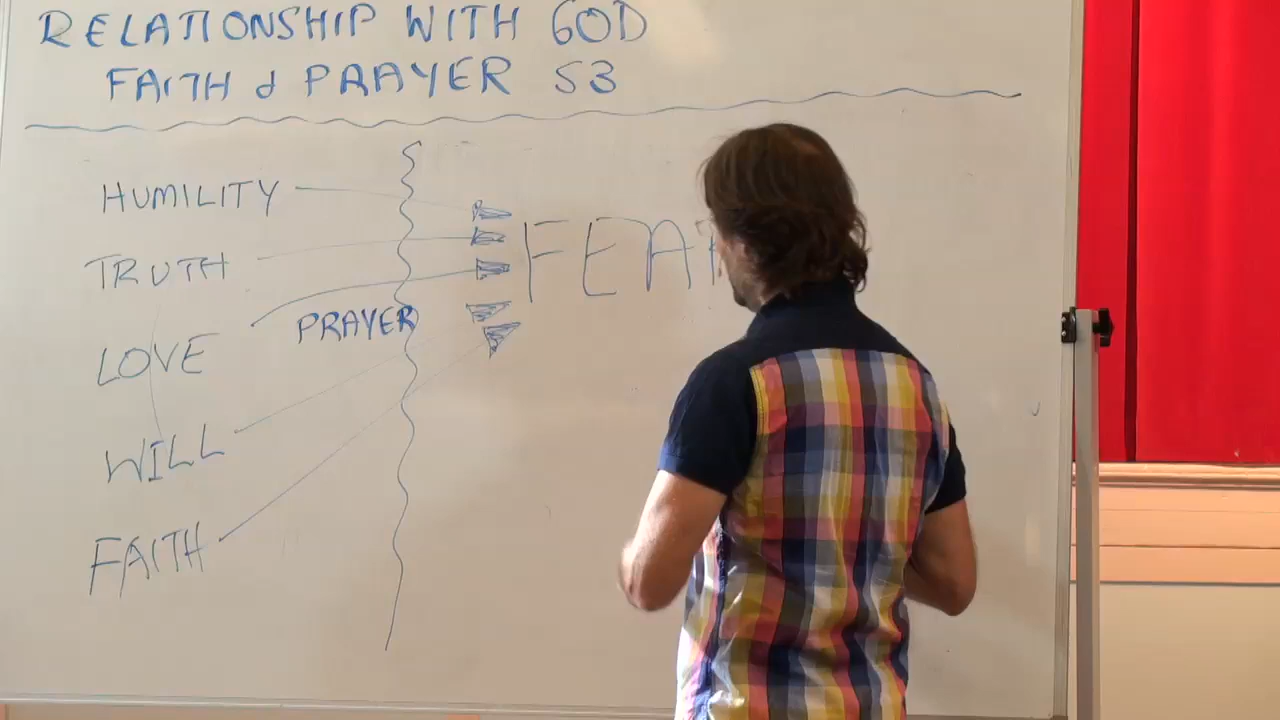 RELATIONSHIP WITH GOD
FAITH & PRAYER S3
HUMILITY
TRUTH
LOVE
PRAYER
WILL
FAITH